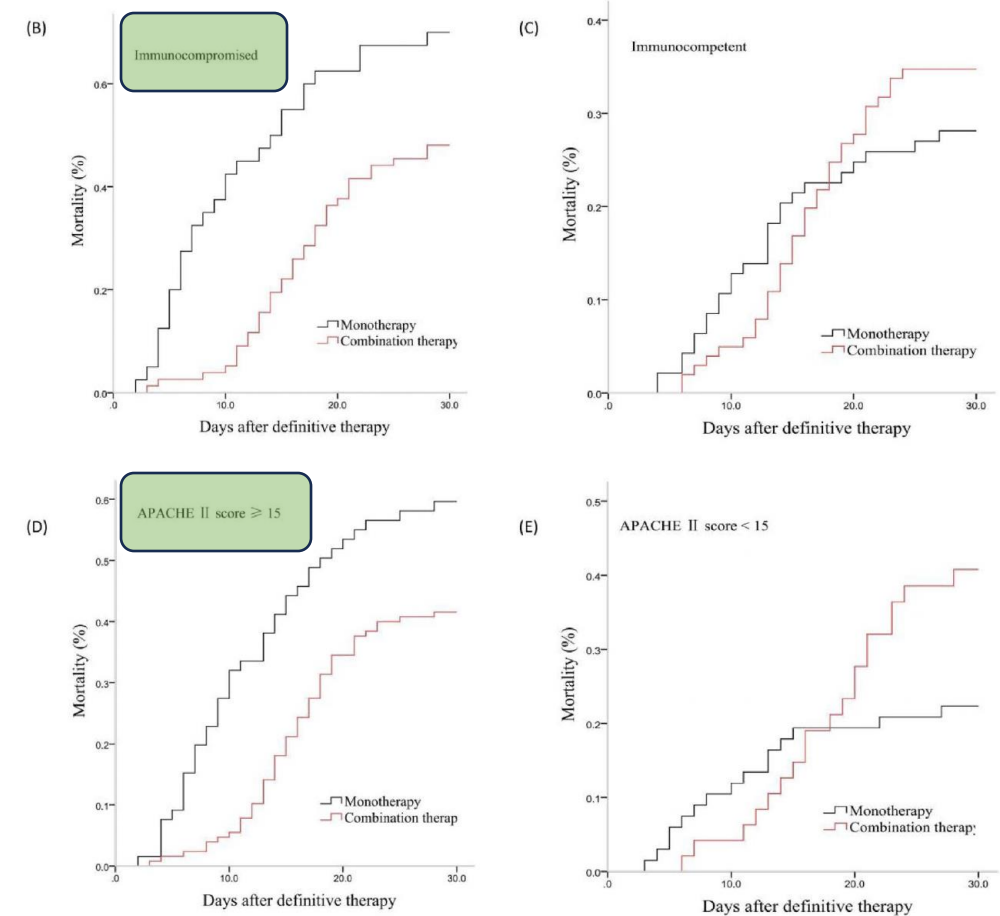 (B)
Immunocompromised
0.6
0.4
0.2
0.0
Mortality (%)
Monotherapy
Combination therapy
.0 10.0 20.0 30.0
Days after definitive therapy
(C)
Immunocompetent
0.4
0.3
0.2
0.1
0.0
Mortality (%)
Monotherapy
Combination therapy
.0 10.0 20.0 30.0
Days after definitive therapy
(D)
APACHE II score ⩾ 15
0.6
0.5
0.4
0.3
0.2
0.1
0.0
Mortality (%)
Monotherapy
Combination therap
.0 10.0 20.0 30.0
Days after definitive therapy
(E)
APACHE II score < 15
0.5
0.4
0.3
0.2
0.1
0.0
Mortality (%)
Monotherapy
Combination therapy
.0 10.0 20.0 30.0
Days after definitive therapy